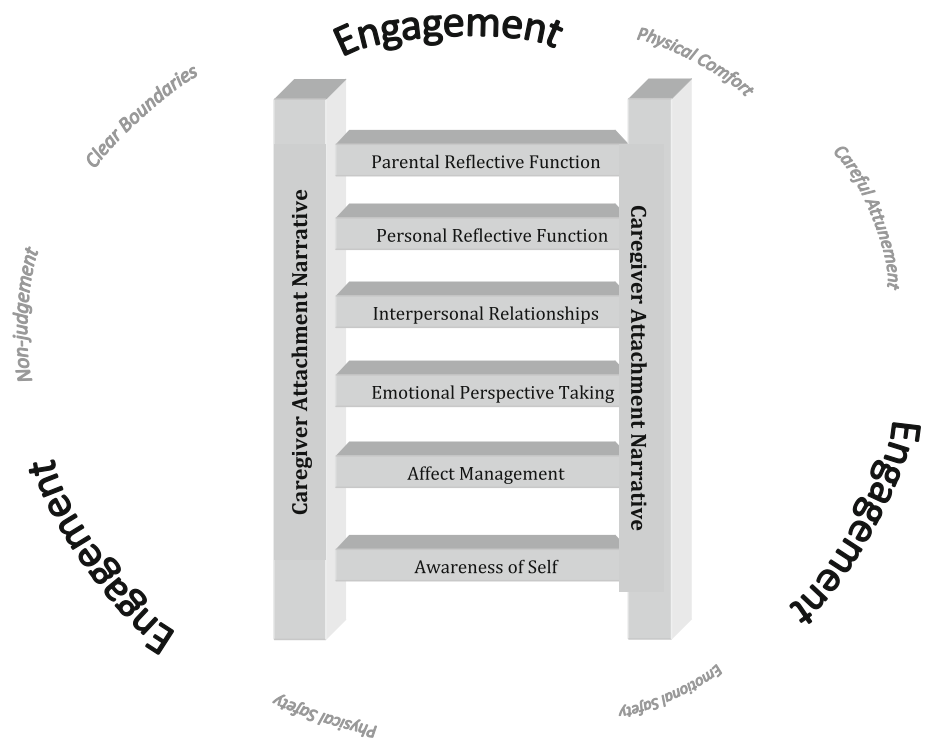 Engagement
Physical Comfort
Clear Boundaries
Careful Attunement
Non-judgement
Caregiver Attachment Narrative
Parental Reflective Function
Personal Reflective Function
Interpersonal Relationships
Emotional Perspective Taking
Affect Management
Awareness of Self
Caregiver Attachment Narrative
Engagement
Engagement
Physical Safety
Emotional Safety